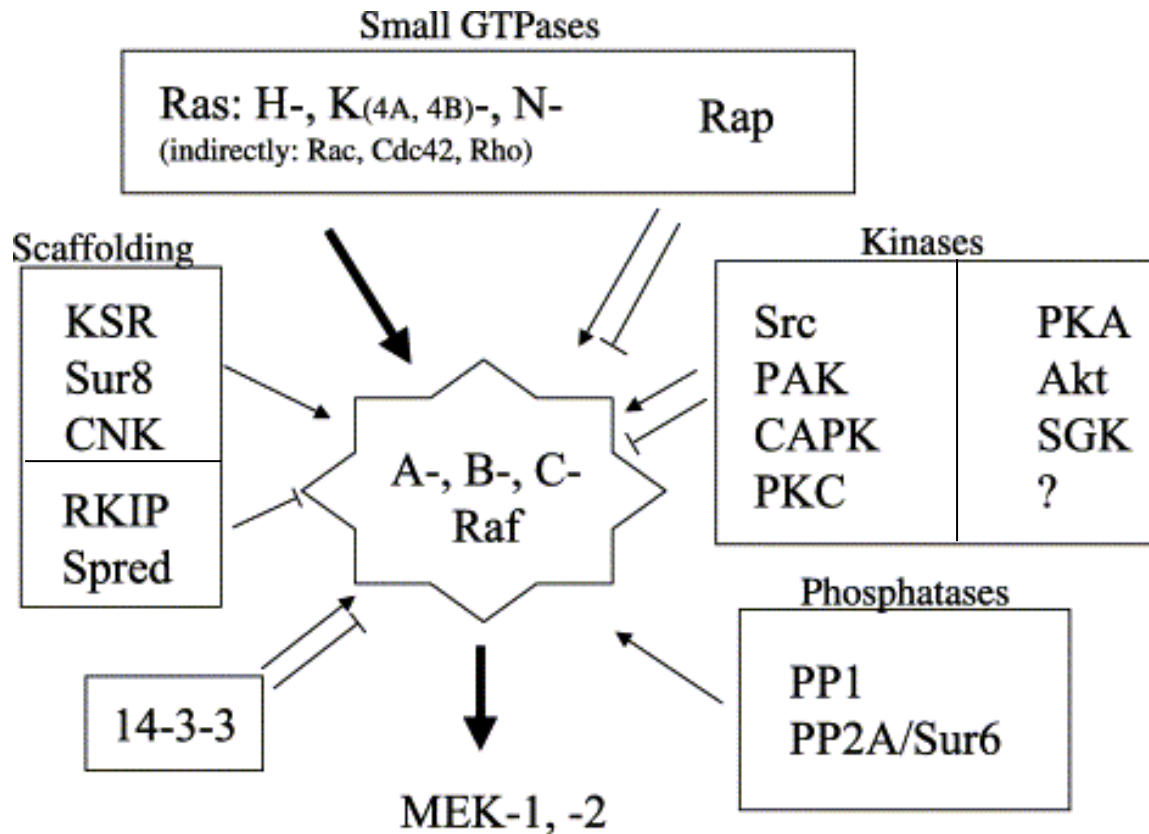 Small GTPases
Ras: H-, K(4A, 4B)-, N-
(indirectly: Rac, Cdc42, Rho)
Rap
Scaffolding
KSR
Sur8
CNK
RKIP
Spred
Kinases
Src
PAK
CAPK
PKC
PKA
Akt
SGK
?
A-, B-, C-
Raf
14-3-3
Phosphatases
PP1
PP2A/Sur6
MEK-1, -2